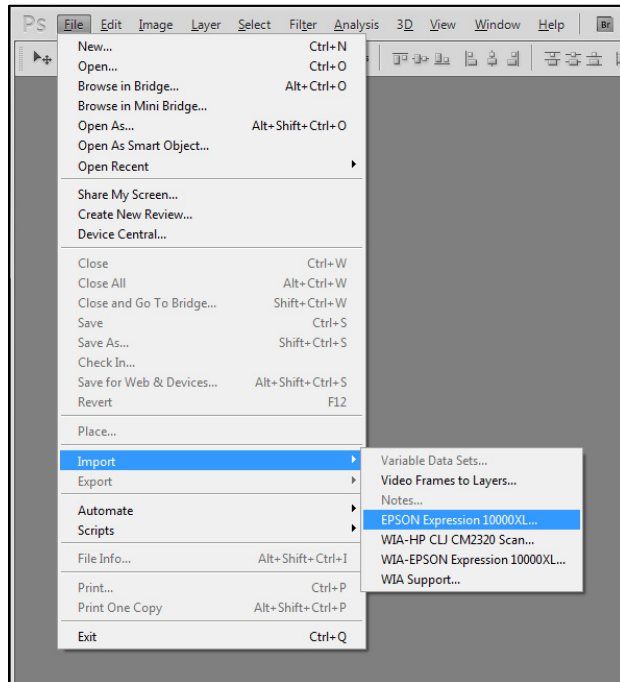 Ps File Edit Image Layer Select Filter Analysis 3D View Window Help Br
New... Ctrl+N
Open... Ctrl+O
Browse in Bridge... Alt+Ctrl+O
Browse in Mini Bridge...
Open As... Alt+Shift+Ctrl+O
Open As Smart Object...
Open Recent
Share My Screen...
Create New Review...
Device Central...
Close Ctrl+W
Close All Alt+Ctrl+W
Close and Go To Bridge... Shift+Ctrl+W
Save Ctrl+S
Save As... Shift+Ctrl+S
Check In...
Save for Web & Devices... Alt+Shift+Ctrl+S
Revert F12
Place...
Import
Export
Automate
Scripts
File Info... Alt+Shift+Ctrl+I
Print... Ctrl+P
Print One Copy Alt+Shift+Ctrl+P
Exit Ctrl+Q
Variable Data Sets...
Video Frames to Layers...
Notes...
EPSON Expression 10000XL...
WIA-HP CLJ CM2320 Scan...
WIA-EPSON Expression 10000XL...
WIA Support...